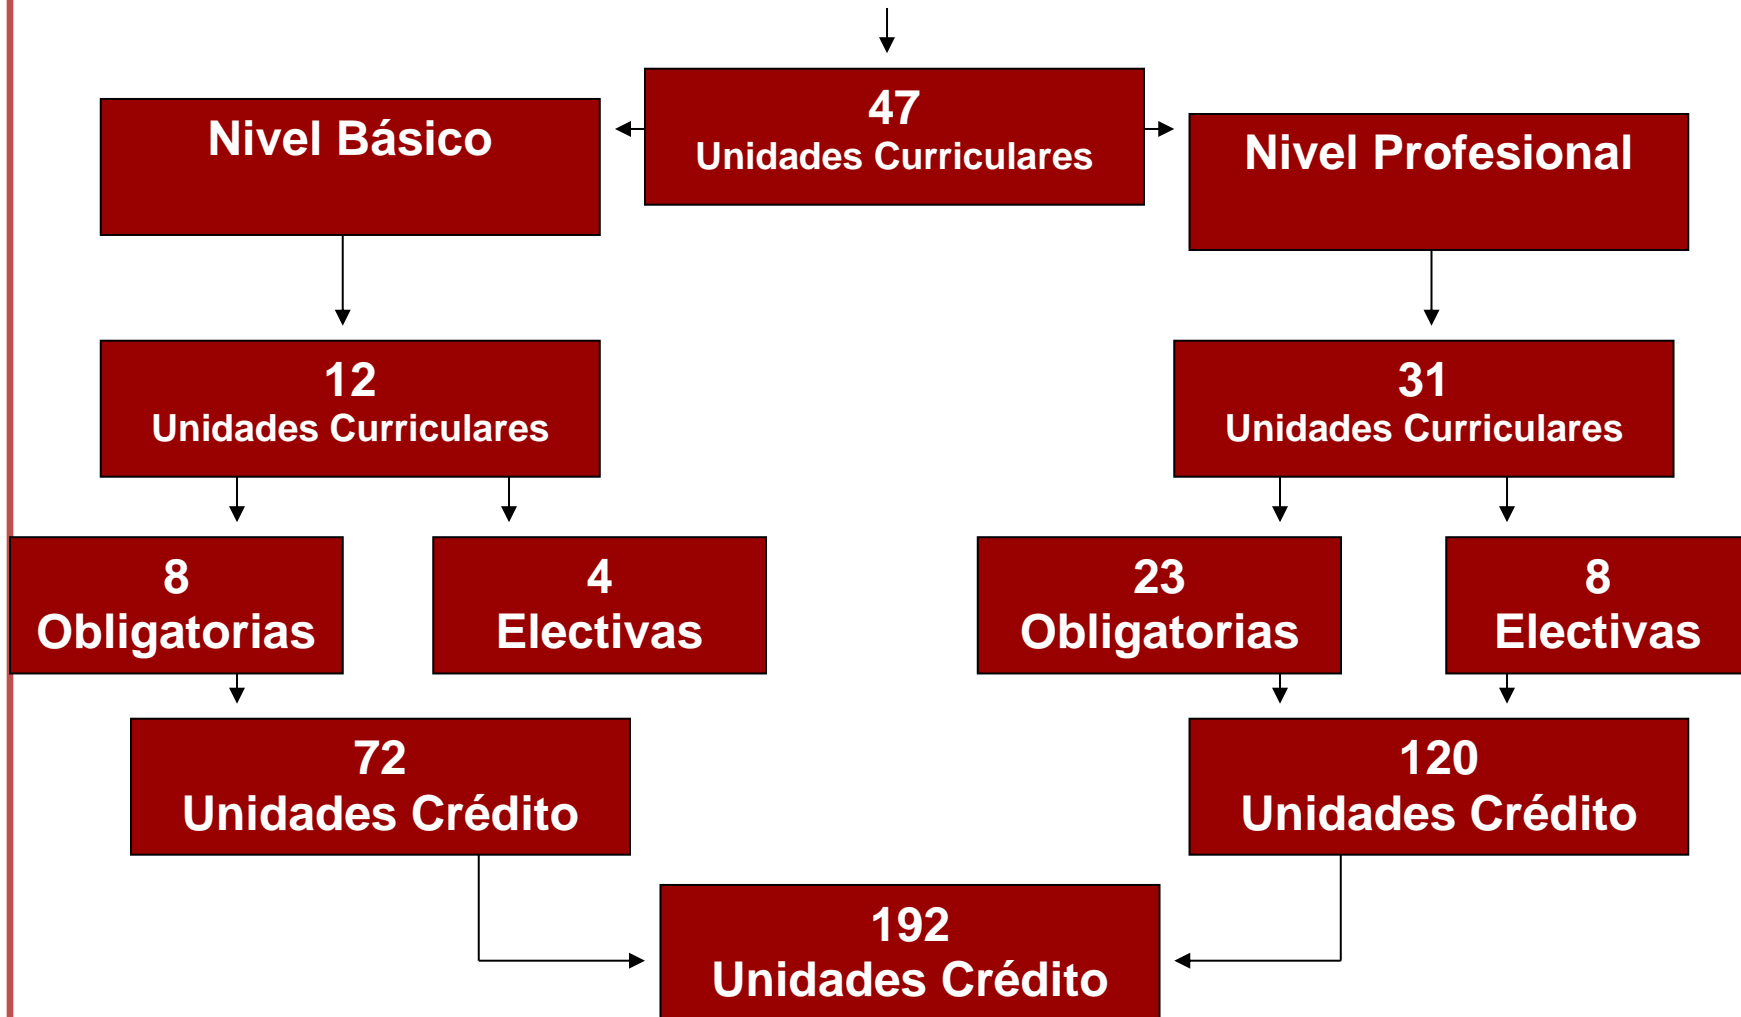 47
Unidades Curriculares
Nivel Básico
Nivel Profesional
12
Unidades Curriculares
31
Unidades Curriculares
8
Obligatorias
4
Electivas
23
Obligatorias
8
Electivas
72
Unidades Crédito
120
Unidades Crédito
192
Unidades Crédito